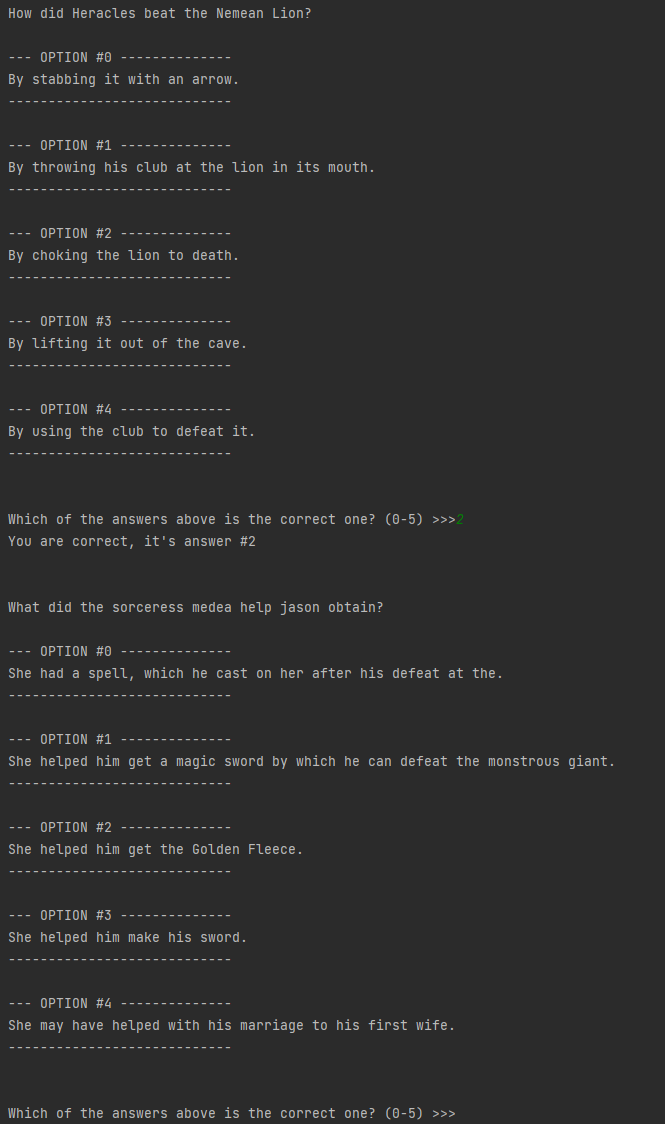 How did Heracles beat the Nemean Lion?
--- OPTION #0 --------------
By stabbing it with an arrow.
----------------------------
--- OPTION #1 --------------
By throwing his club at the lion in its mouth.
----------------------------
--- OPTION #2 --------------
By choking the lion to death.
----------------------------
--- OPTION #3 --------------
By lifting it out of the cave.
----------------------------
--- OPTION #4 --------------
By using the club to defeat it.
----------------------------
Which of the answers above is the correct one? (0-5) >>>2
You are correct, it's answer #2
What did the sorceress medea help jason obtain?
--- OPTION #0 --------------
She had a spell, which he cast on her after his defeat at the.
----------------------------
--- OPTION #1 --------------
She helped him get a magic sword by which he can defeat the monstrous giant.
----------------------------
--- OPTION #2 --------------
She helped him get the Golden Fleece.
----------------------------
--- OPTION #3 --------------
She helped him make his sword.
----------------------------
--- OPTION #4 --------------
She may have helped with his marriage to his first wife.
----------------------------
Which of the answers above is the correct one? (0-5) >>>